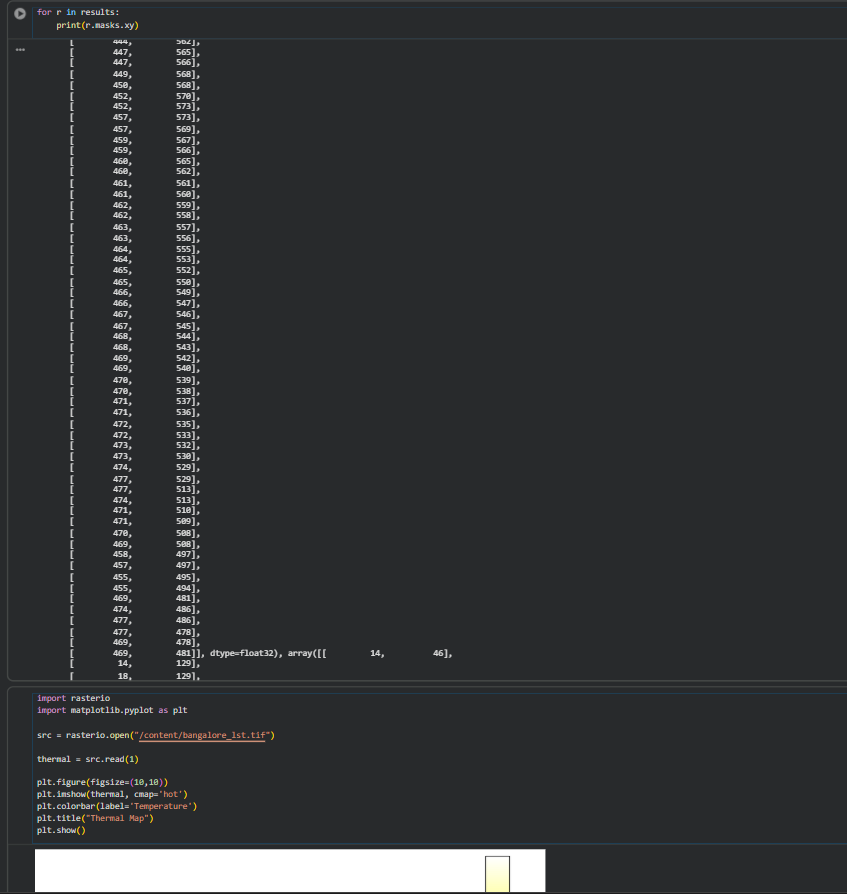 for r in results:
    print(r.masks.xy)
[ 444, 562],
[ 447, 565],
[ 447, 566],
[ 449, 568],
[ 450, 568],
[ 452, 570],
[ 452, 573],
[ 457, 573],
[ 457, 569],
[ 459, 567],
[ 459, 566],
[ 460, 565],
[ 460, 562],
[ 461, 561],
[ 461, 560],
[ 462, 559],
[ 462, 558],
[ 463, 557],
[ 463, 556],
[ 464, 555],
[ 464, 553],
[ 465, 552],
[ 465, 550],
[ 466, 549],
[ 466, 547],
[ 467, 546],
[ 467, 545],
[ 468, 544],
[ 468, 543],
[ 469, 542],
[ 469, 540],
[ 470, 539],
[ 470, 538],
[ 471, 537],
[ 471, 536],
[ 472, 535],
[ 472, 533],
[ 473, 532],
[ 473, 530],
[ 474, 529],
[ 477, 529],
[ 477, 513],
[ 474, 513],
[ 471, 510],
[ 471, 509],
[ 470, 508],
[ 469, 508],
[ 458, 497],
[ 457, 497],
[ 455, 495],
[ 455, 494],
[ 469, 481],
[ 474, 486],
[ 477, 486],
[ 477, 478],
[ 469, 478],
[ 469, 481]], dtype=float32), array([[ 14, 46],
[ 14, 129],
[ 18, 129],
import rasterio
import matplotlib.pyplot as plt
src = rasterio.open("/content/bangalore_lst.tif")
thermal = src.read(1)
plt.figure(figsize=(10,10))
plt.imshow(thermal, cmap='hot')
plt.colorbar(label='Temperature')
plt.title("Thermal Map")
plt.show()